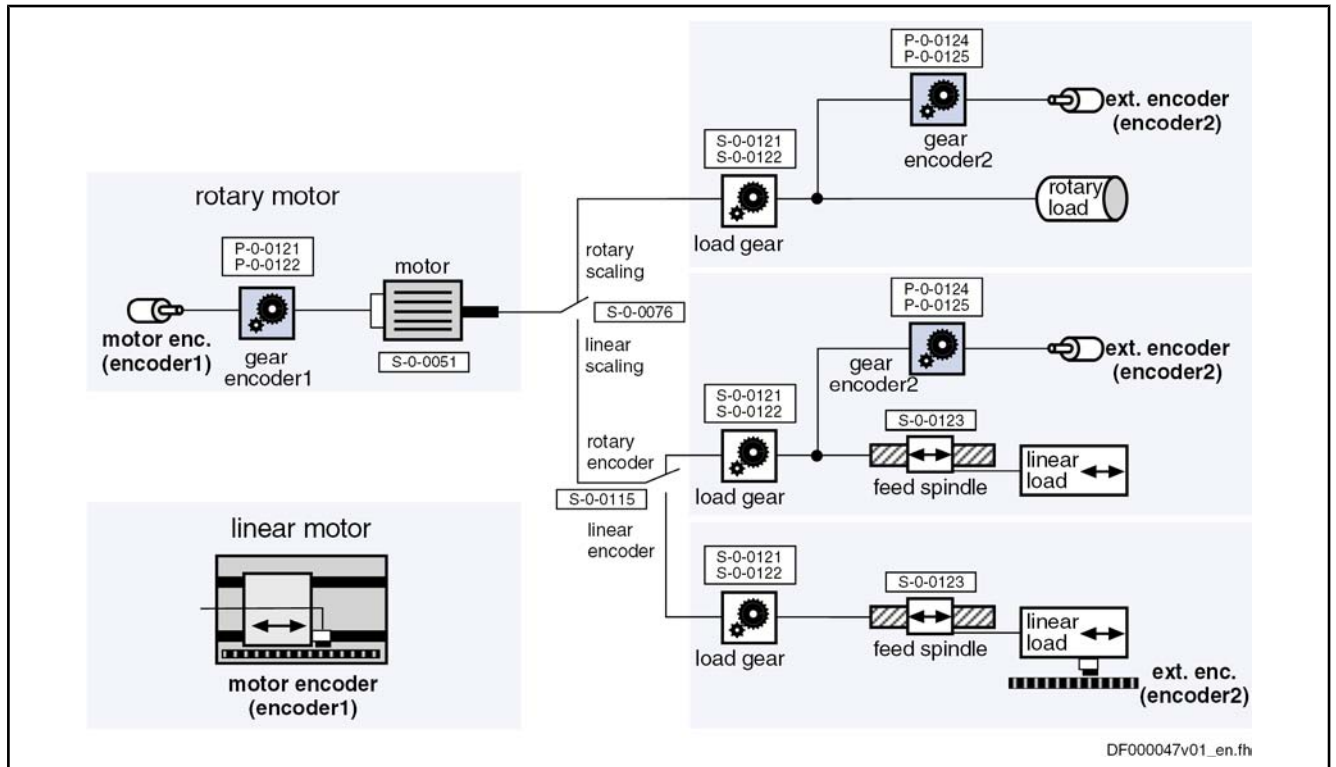 rotary motor
P-0-0121
P-0-0122
motor
motor enc.
(encoder1)
gear
encoder1
S-0-0051
linear motor
motor encoder
(encoder1)
rotary
scaling
S-0-0076
linear
scaling
rotary
encoder
S-0-0115
linear
encoder
P-0-0124
P-0-0125
ext. encoder
(encoder2)
gear
encoder2
S-0-0121
S-0-0122
load gear
rotary
load
P-0-0124
P-0-0125
ext. encoder
(encoder2)
gear
encoder2
S-0-0121
S-0-0122
load gear
S-0-0123
feed spindle
linear
load
S-0-0121
S-0-0122
load gear
S-0-0123
feed spindle
linear
load
ext. enc.
(encoder2)
DF000047v01_en.fh